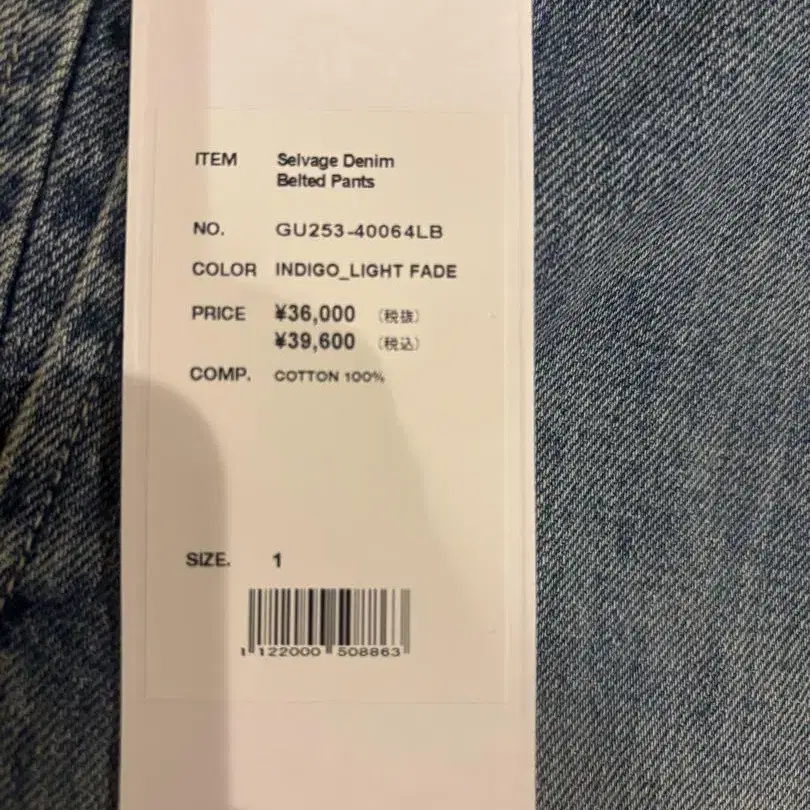 ITEM Selvage Denim
Belted Pants
NO. GU253-40064LB
COLOR INDIGO_LIGHT FADE
PRICE ¥36,000 (税抜)
¥39,600 (税込)
COMP. COTTON 100%
SIZE. 1
1 122000 508863